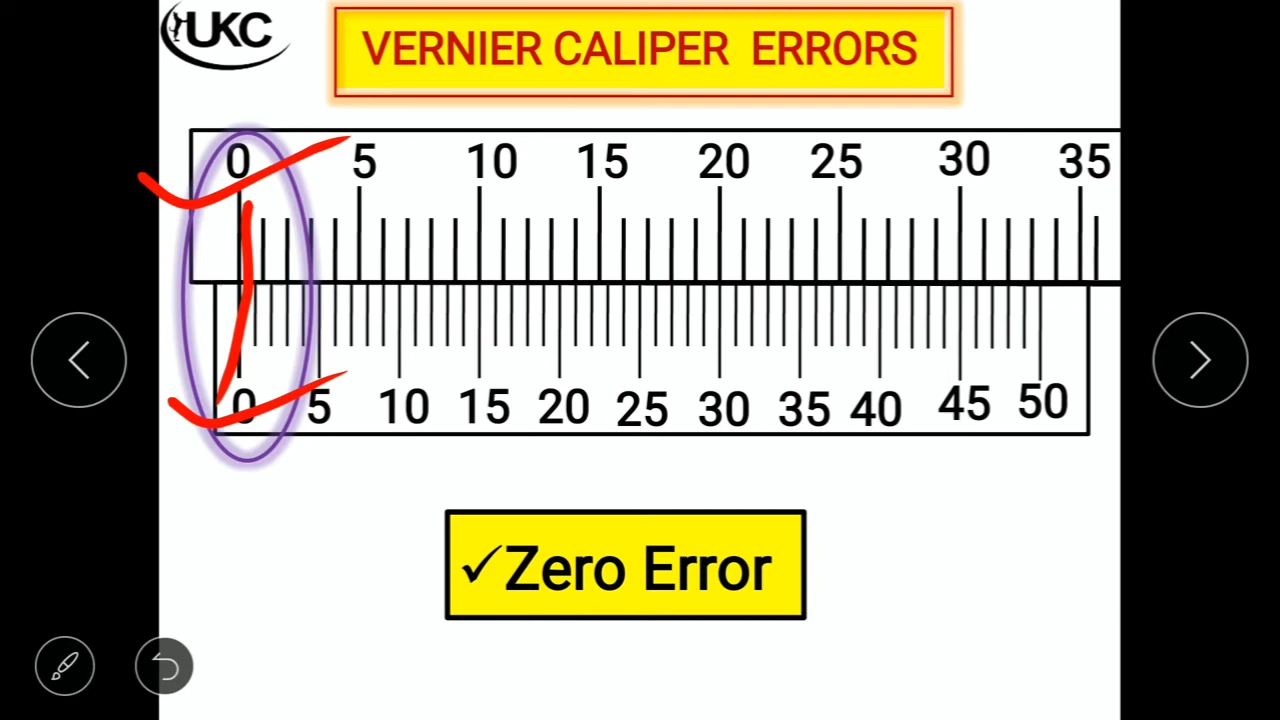 UKC
VERNIER CALIPER ERRORS
0 5 10 15 20 25 30 35
0 5 10 15 20 25 30 35 40 45 50
✓Zero Error